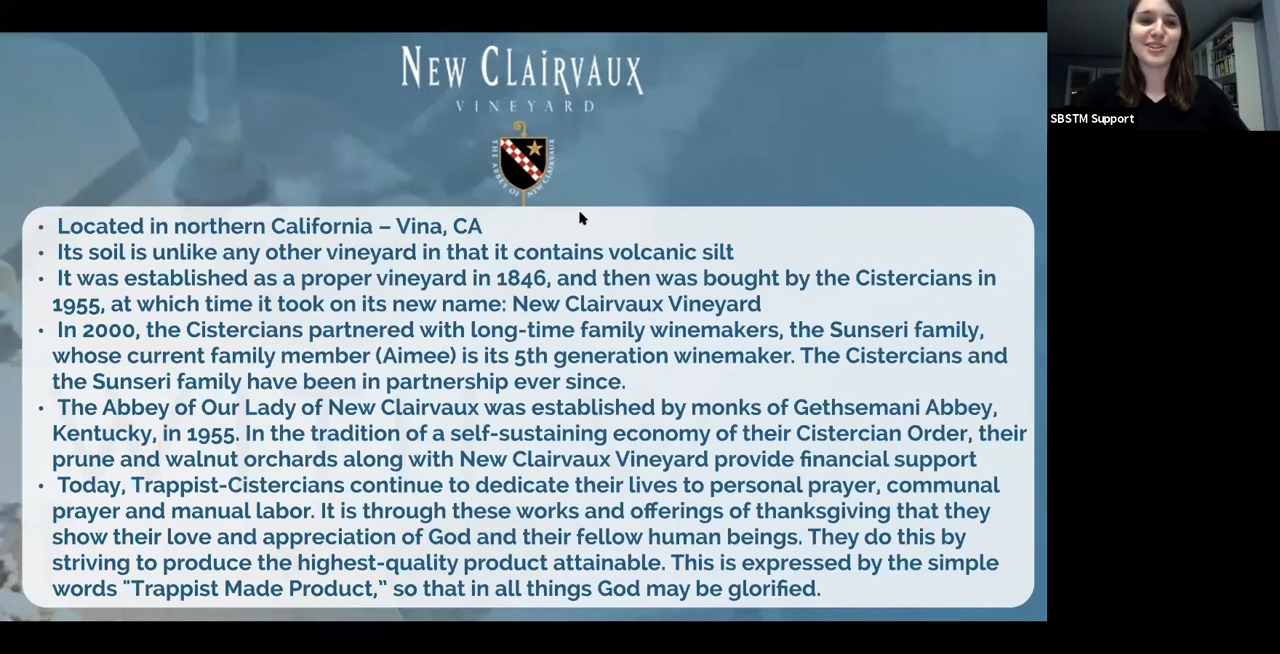 NEW CLAIRVAUX
VINEYARD
THE ABBEY OF NEW CLAIRVAUX
SBSTM Support
• Located in northern California – Vina, CA
• Its soil is unlike any other vineyard in that it contains volcanic silt
• It was established as a proper vineyard in 1846, and then was bought by the Cistercians in
1955, at which time it took on its new name: New Clairvaux Vineyard
• In 2000, the Cistercians partnered with long-time family winemakers, the Sunseri family,
whose current family member (Aimee) is its 5th generation winemaker. The Cistercians and
the Sunseri family have been in partnership ever since.
• The Abbey of Our Lady of New Clairvaux was established by monks of Gethsemani Abbey,
Kentucky, in 1955. In the tradition of a self-sustaining economy of their Cistercian Order, their
prune and walnut orchards along with New Clairvaux Vineyard provide financial support
• Today, Trappist-Cistercians continue to dedicate their lives to personal prayer, communal
prayer and manual labor. It is through these works and offerings of thanksgiving that they
show their love and appreciation of God and their fellow human beings. They do this by
striving to produce the highest-quality product attainable. This is expressed by the simple
words "Trappist Made Product,” so that in all things God may be glorified.